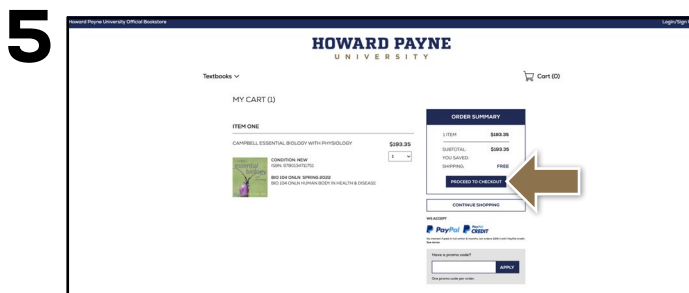 5
Howard Payne University Official Bookstore
Login/Sign
HOWARD PAYNE
UNIVERSITY
Textbooks
Cart (0)
MY CART (1)
ITEM ONE
CAMPBELL ESSENTIAL BIOLOGY WITH PHYSIOLOGY $193.35
1
CONDITION: NEW
BIO 104 ONLN SPRING 2022
BIO 104 ONLN HUMAN BODY IN HEALTH & DISEASE
essential
biology
ORDER SUMMARY
1 ITEM $193.35
SUBTOTAL $193.35
YOU SAVED
SHIPPING FREE
PROCEED TO CHECKOUT
CONTINUE SHOPPING
WE ACCEPT
PayPal PayPal CREDIT
Have a promo code?
APPLY
One promo code per order.